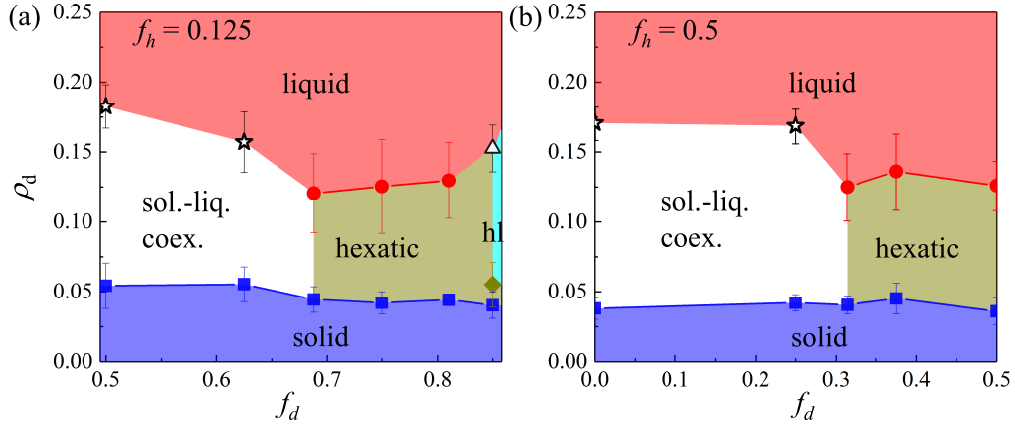 (a)
f_h = 0.125
liquid
sol.-liq.
coex.
hexatic
hl
solid
ρ_d
0.25
0.20
0.15
0.10
0.05
0.00
0.5
0.6
0.7
0.8
f_d
(b)
f_h = 0.5
liquid
sol.-liq.
coex.
hexatic
solid
0.25
0.20
0.15
0.10
0.05
0.00
0.0
0.1
0.2
0.3
0.4
0.5
f_d